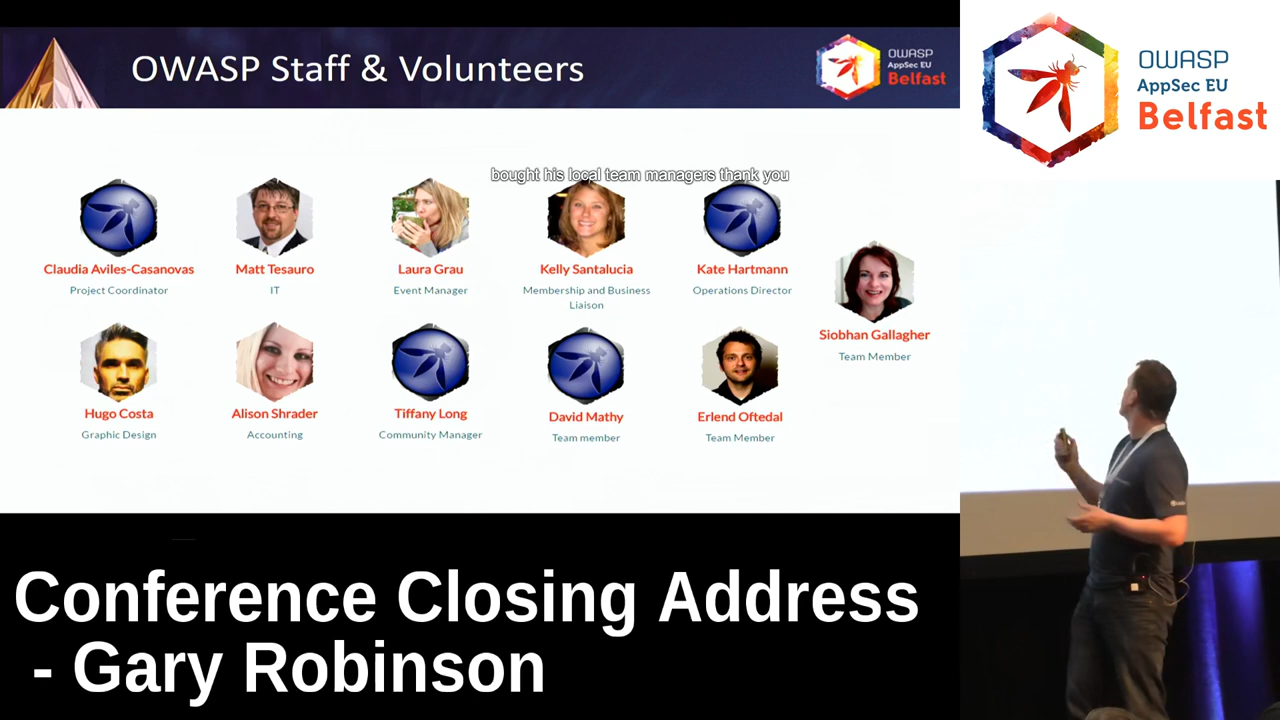 OWASP Staff & Volunteers
OWASP
AppSec EU
Belfast
OWASP
AppSec EU
Belfast
bought his local team managers thank you
Claudia Aviles-Casanovas
Project Coordinator
Matt Tesauro
IT
Laura Grau
Event Manager
Kelly Santalucia
Membership and Business
Liaison
Kate Hartmann
Operations Director
Siobhan Gallagher
Team Member
Hugo Costa
Graphic Design
Alison Shrader
Accounting
Tiffany Long
Community Manager
David Mathy
Team member
Erlend Oftedal
Team Member
Conference Closing Address
- Gary Robinson